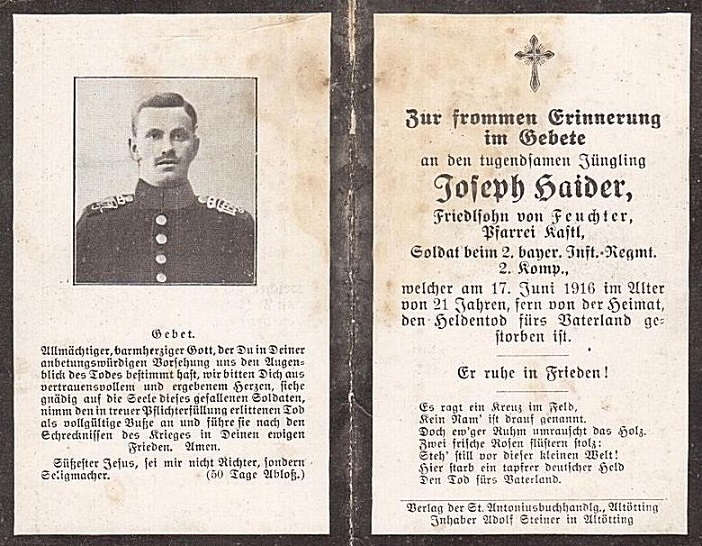 Gebet.
Allmächtiger, barmherziger Gott, der Du in Deiner
anbetungswürdigen Vorsehung uns den Augen-
blick des Todes bestimmt hast, wir bitten Dich aus
vertrauensvollem und ergebenem Herzen, siehe
gnädig auf die Seele dieses gefallenen Soldaten,
nimm den in treuer Pflichterfüllung erlittenen Tod
als vollgültige Buße an und führe sie nach den
Schrecknissen des Krieges in Deinen ewigen
Frieden. Amen.
Süßester Jesus, sei mir nicht Richter, sondern
Seligmacher. (50 Tage Ablaß.)
Zur frommen Erinnerung
im Gebete
an den tugendsamen Jüngling
Joseph Haider,
Friedlsohn von Feuchter,
Pfarrei Kastl,
Soldat beim 2. bayer. Inft.-Regmt.
2. Komp.,
welcher am 17. Juni 1916 im Alter
von 21 Jahren, fern von der Heimat,
den Heldentod fürs Vaterland ge-
storben ist.
Er ruhe in Frieden!
Es ragt ein Kreuz im Feld,
Kein Nam' ist drauf genannt.
Doch ew'ger Ruhm umrauscht das Holz.
Zwei frische Rosen flüstern stolz:
Steh' still vor dieser kleinen Welt!
Hier starb ein tapfrer deutscher Held
Den Tod fürs Vaterland.
Verlag der St. Antoniusbuchhandlg., Altötting
Inhaber Adolf Steiner in Altötting